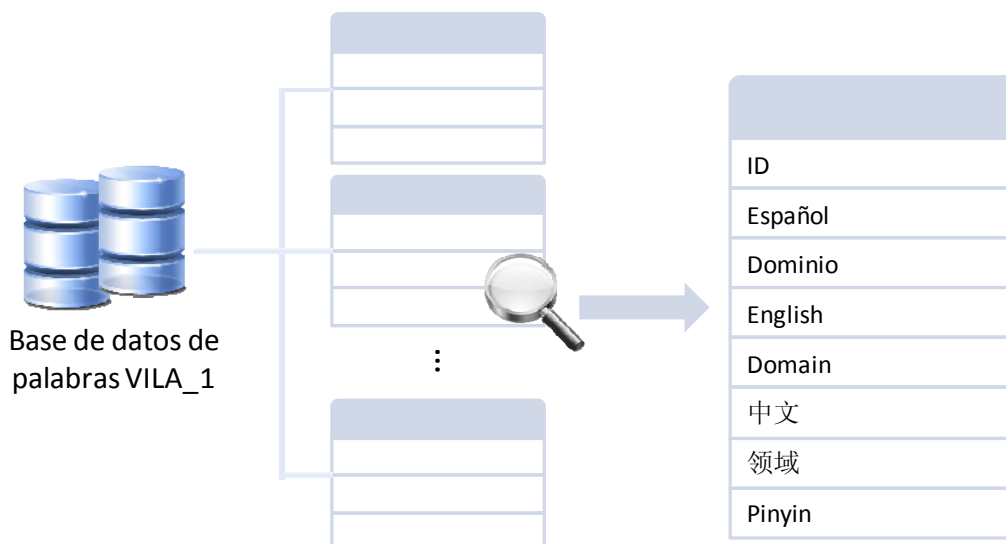 Base de datos de
palabras VILA_1
⋮
ID
Español
Dominio
English
Domain
中文
领域
Pinyin